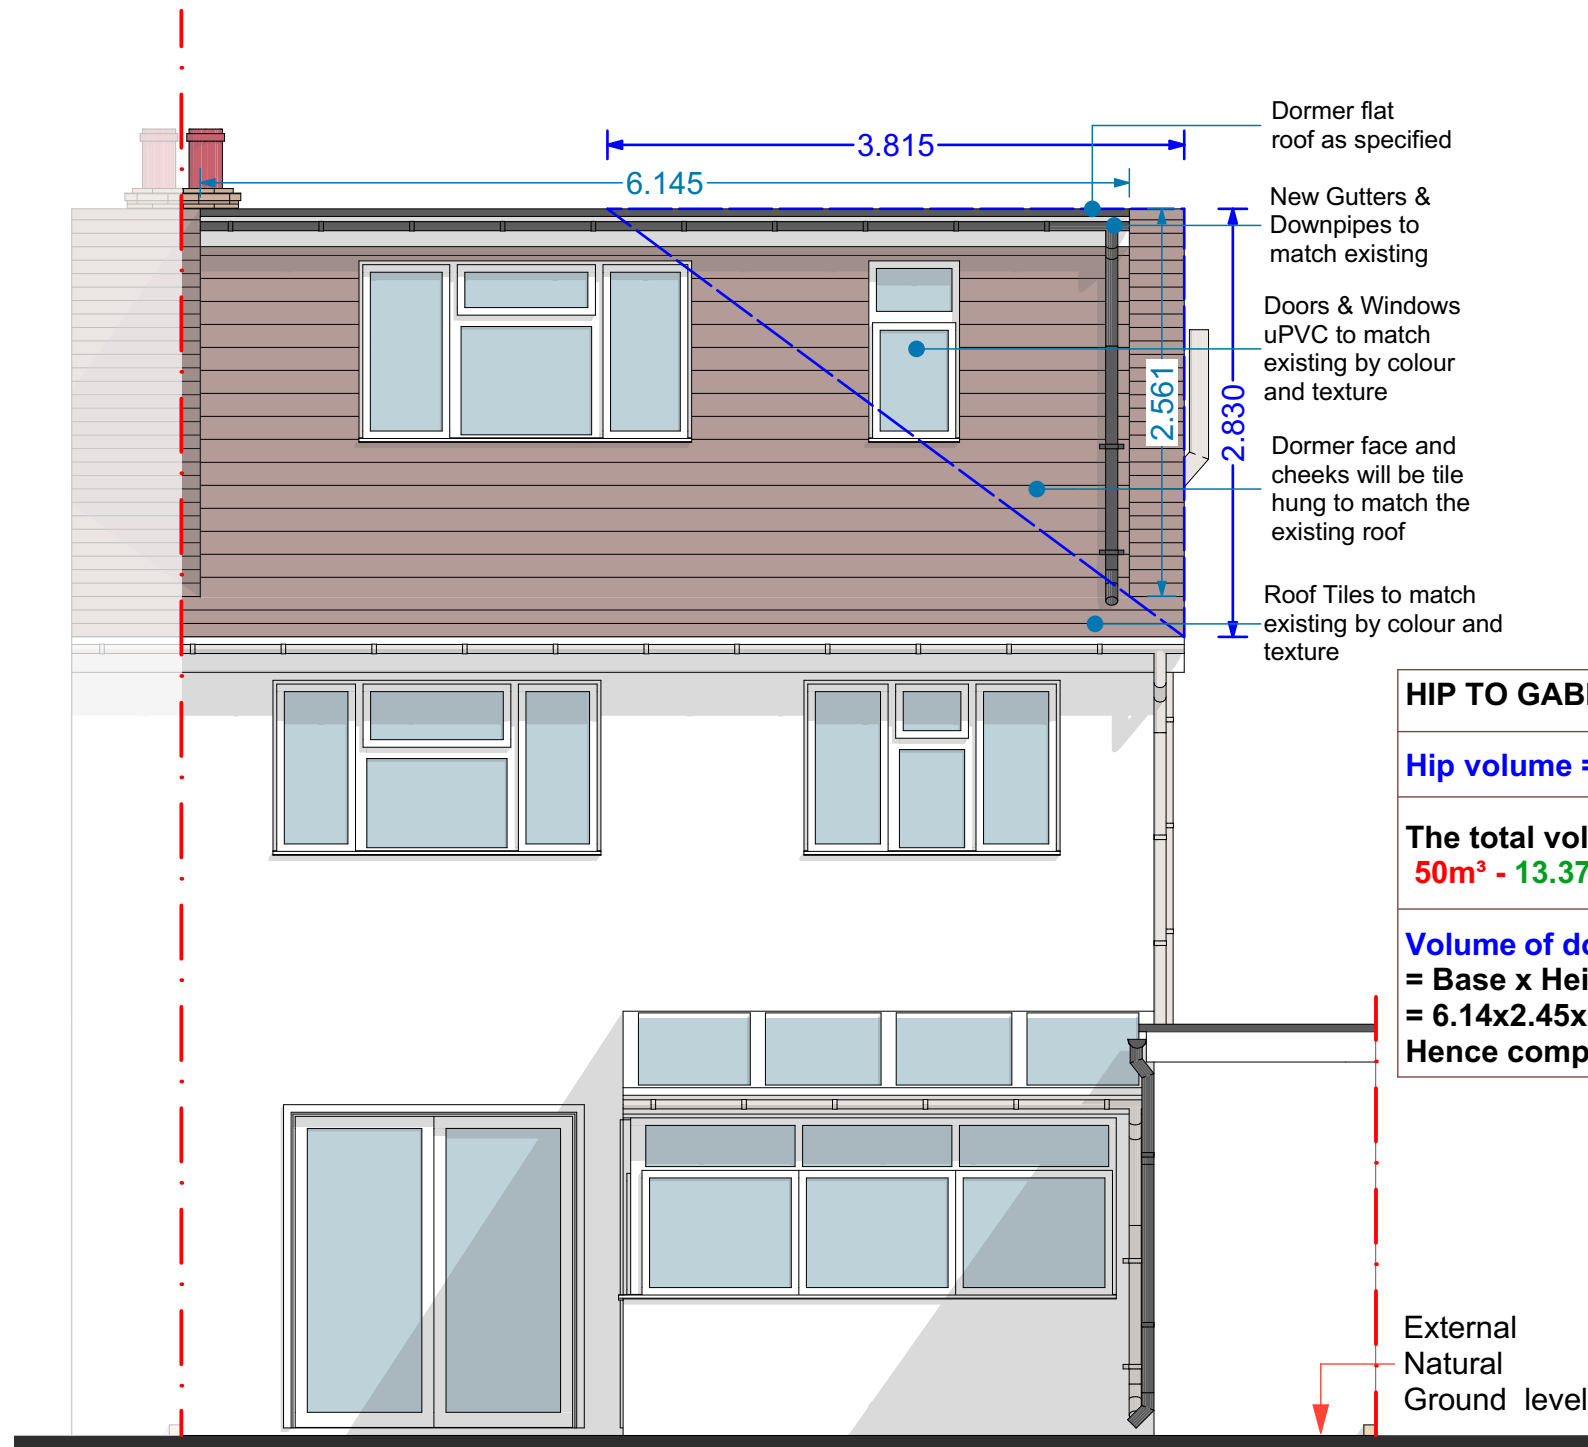 Dormer flat
roof as specified
3.815
6.145
New Gutters &
Downpipes to
match existing
Doors & Windows
uPVC to match
existing by colour
and texture
2.561
2.830
Dormer face and
cheeks will be tile
hung to match the
existing roof
Roof Tiles to match
existing by colour and
texture
HIP TO GAB
Hip volume =
The total vol
50m³ - 13.37
Volume of do
= Base x Hei
= 6.14x2.45x
Hence comp
External
Natural
Ground level